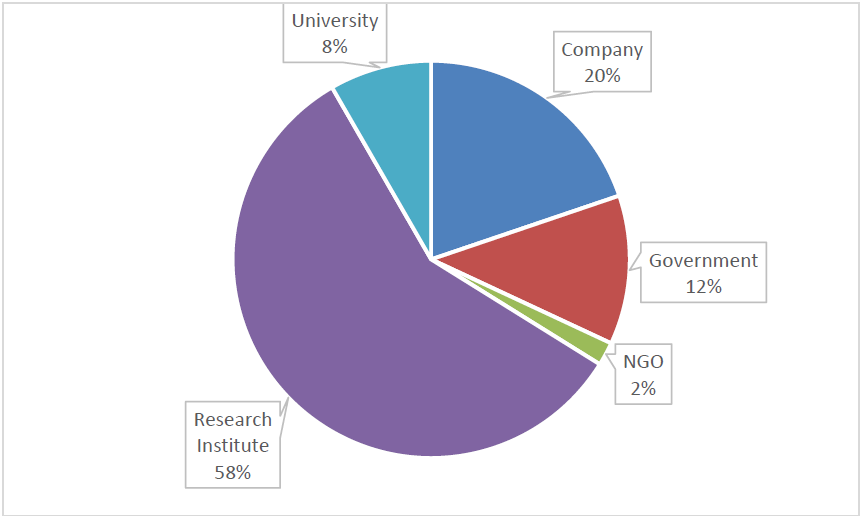 University
8%
Company
20%
Government
12%
NGO
2%
Research
Institute
58%